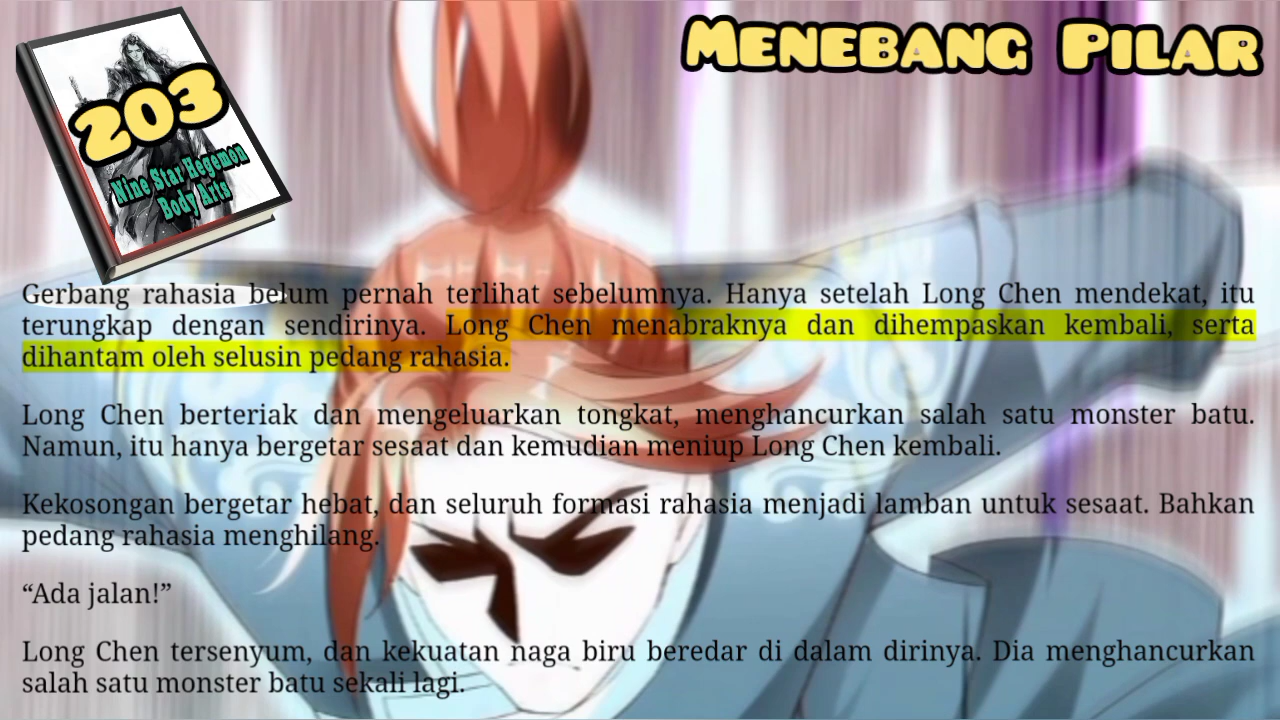 MENEBANG PILAR
203
Nine Star Hegemon
Body Arts
Gerbang rahasia belum pernah terlihat sebelumnya. Hanya setelah Long Chen mendekat, itu
terungkap dengan sendirinya. Long Chen menabraknya dan dihempaskan kembali, serta
dihantam oleh selusin pedang rahasia.
Long Chen berteriak dan mengeluarkan tongkat, menghancurkan salah satu monster batu.
Namun, itu hanya bergetar sesaat dan kemudian meniup Long Chen kembali.
Kekosongan bergetar hebat, dan seluruh formasi rahasia menjadi lamban untuk sesaat. Bahkan
pedang rahasia menghilang.
“Ada jalan!”
Long Chen tersenyum, dan kekuatan naga biru beredar di dalam dirinya. Dia menghancurkan
salah satu monster batu sekali lagi.